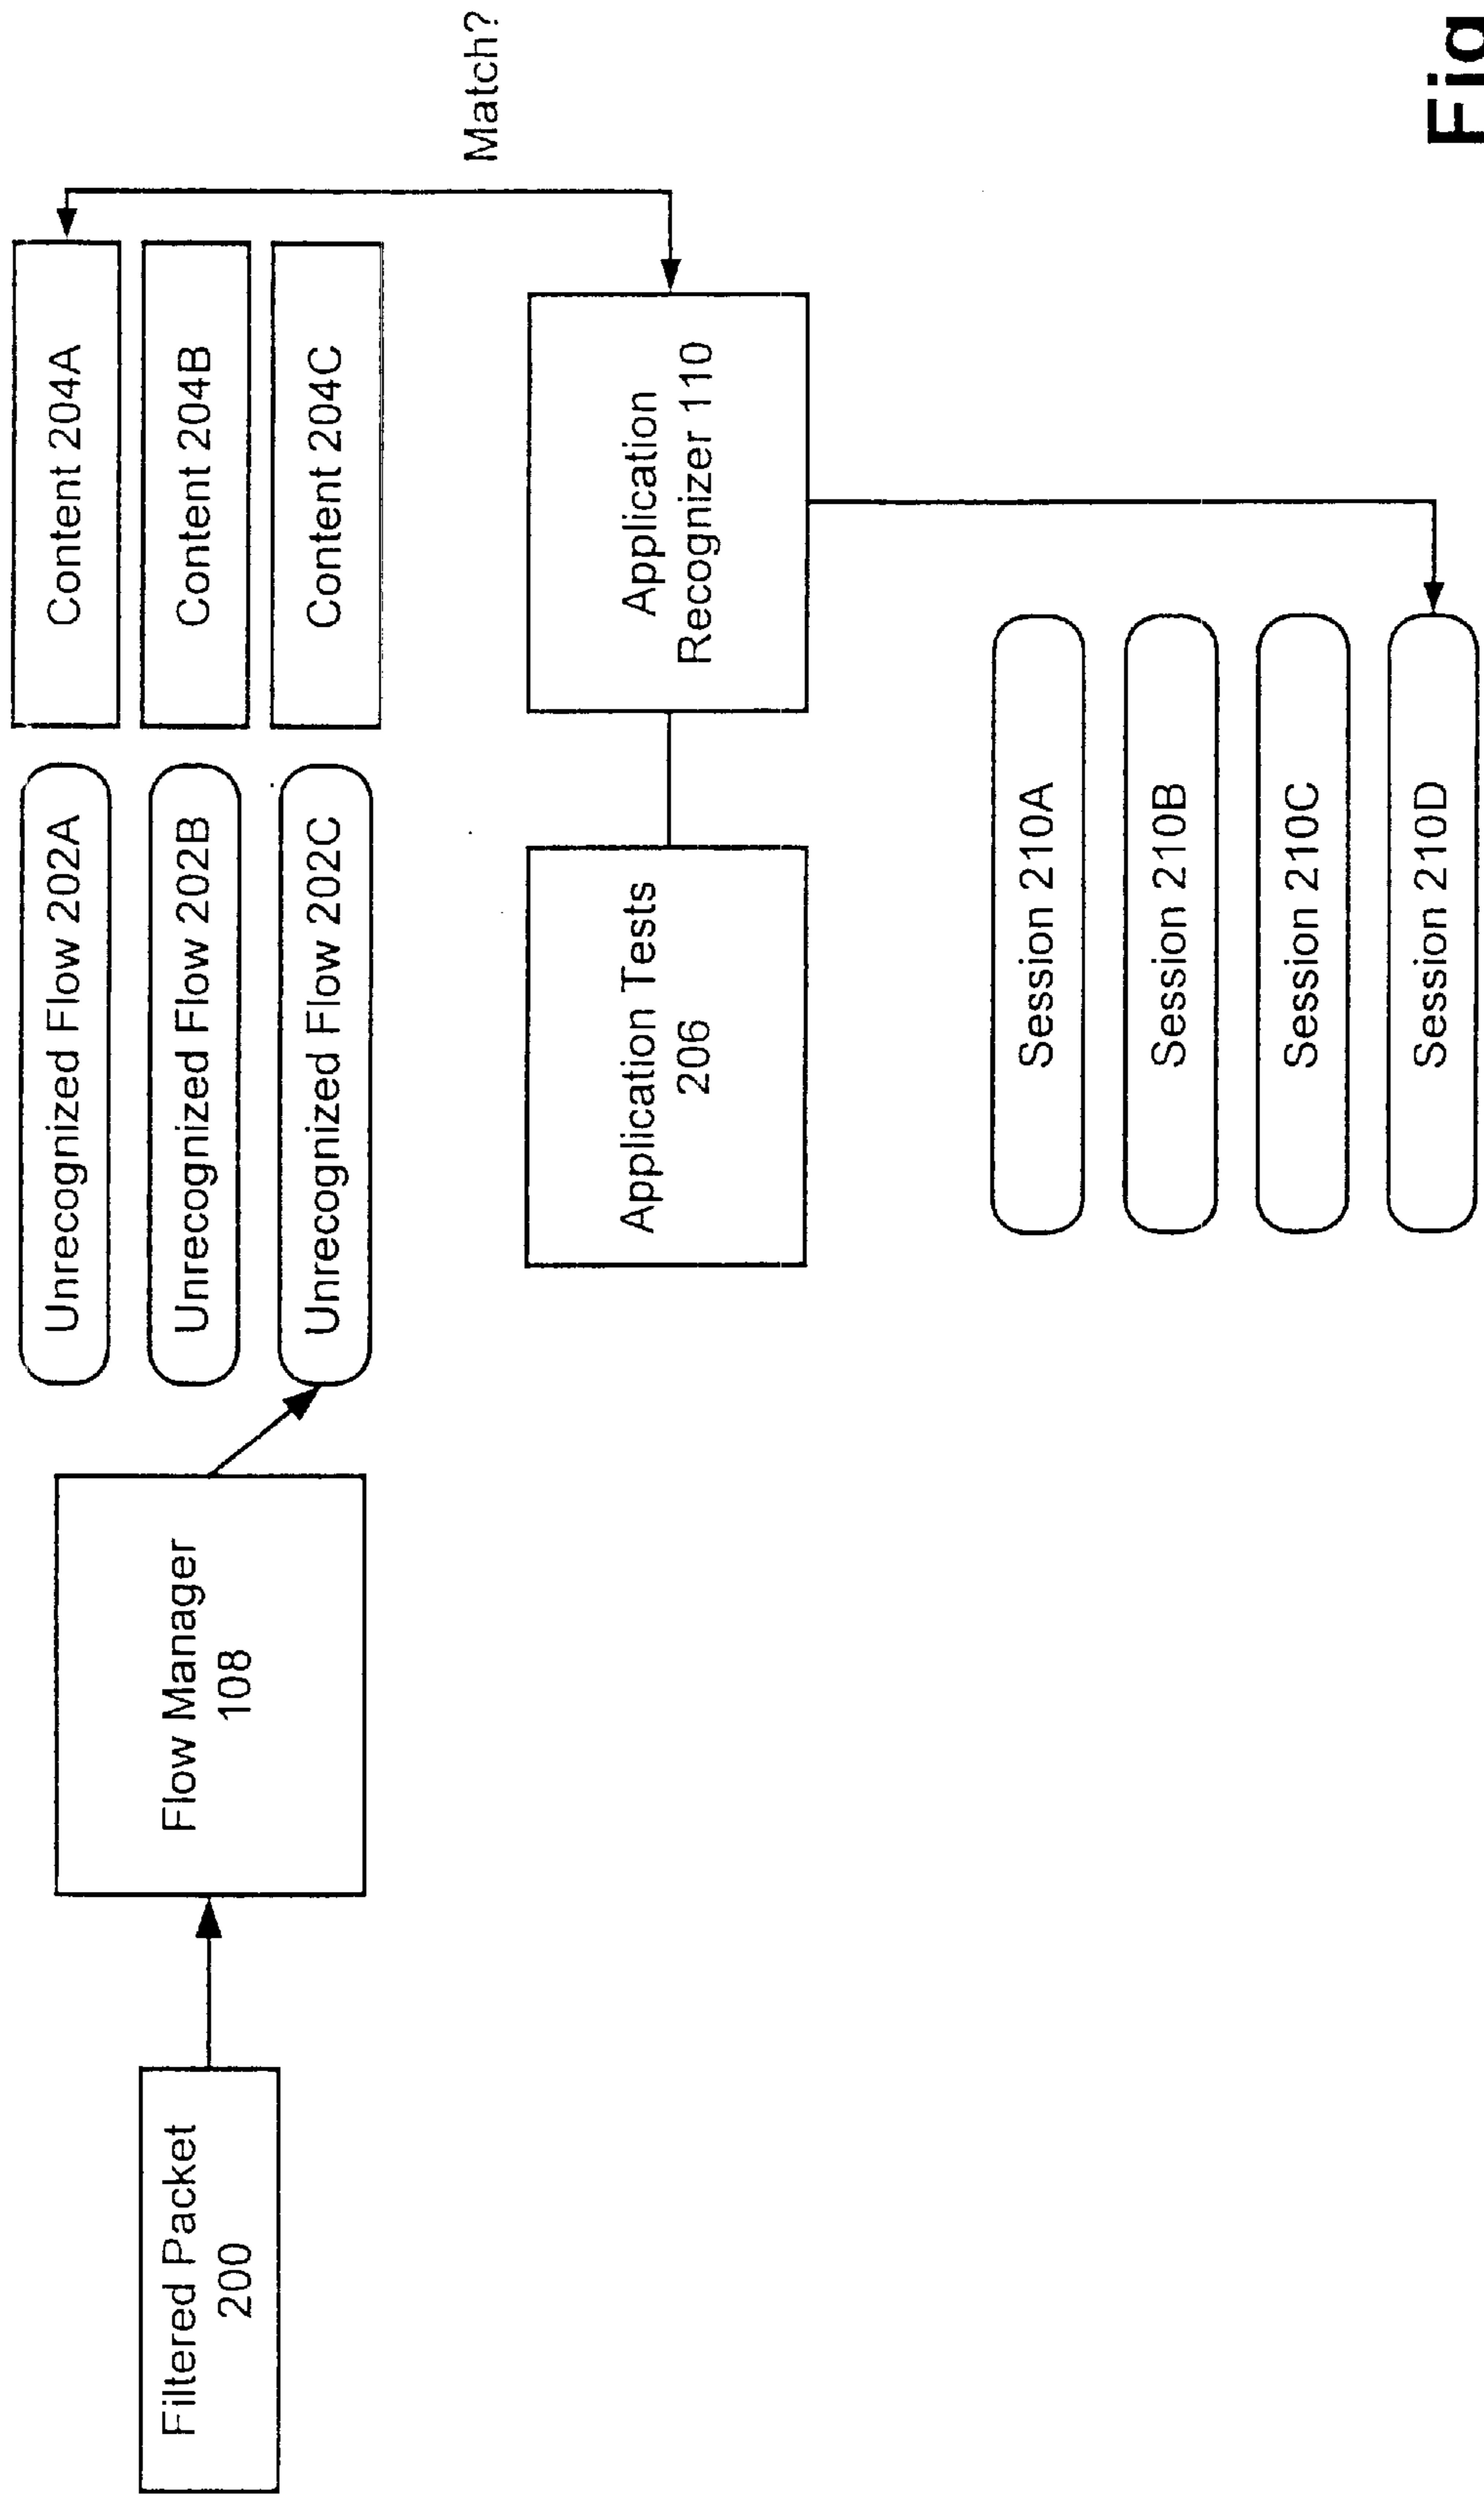 Filtered Packet
200
Flow Manager
108
Unrecognized Flow 202A
Unrecognized Flow 202B
Unrecognized Flow 202C
Content 204A
Content 204B
Content 204C
Match?
Application Tests
206
Application
Recognizer 110
Session 210A
Session 210B
Session 210C
Session 210D